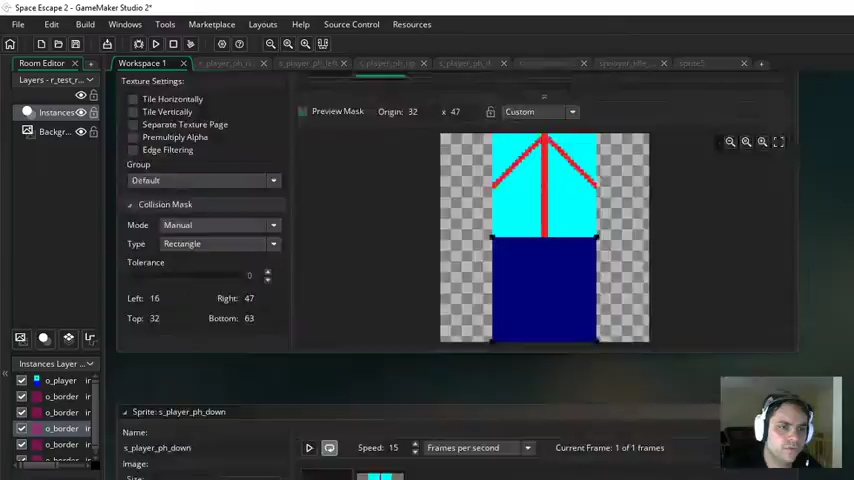 Space Escape 2 - GameMaker Studio 2*
File Edit Build Windows Tools Marketplace Layouts Help Source Control Resources
Room Editor
Workspace 1
Layers - r_test_r...
Instances
Backgr...
Texture Settings:
Tile Horizontally
Tile Vertically
Separate Texture Page
Premultiply Alpha
Edge Filtering
Group
Default
Collision Mask
Mode Manual
Type Rectangle
Tolerance
0
Left: 16 Right: 47
Top: 32 Bottom: 63
Preview Mask Origin: 32 x 47 Custom
Instances Layer ...
o_player
o_border
o_border
o_border
o_border
Sprite: s_player_ph_down
Name:
s_player_ph_down
Image:
Speed: 15 Frames per second Current Frame: 1 of 1 frames